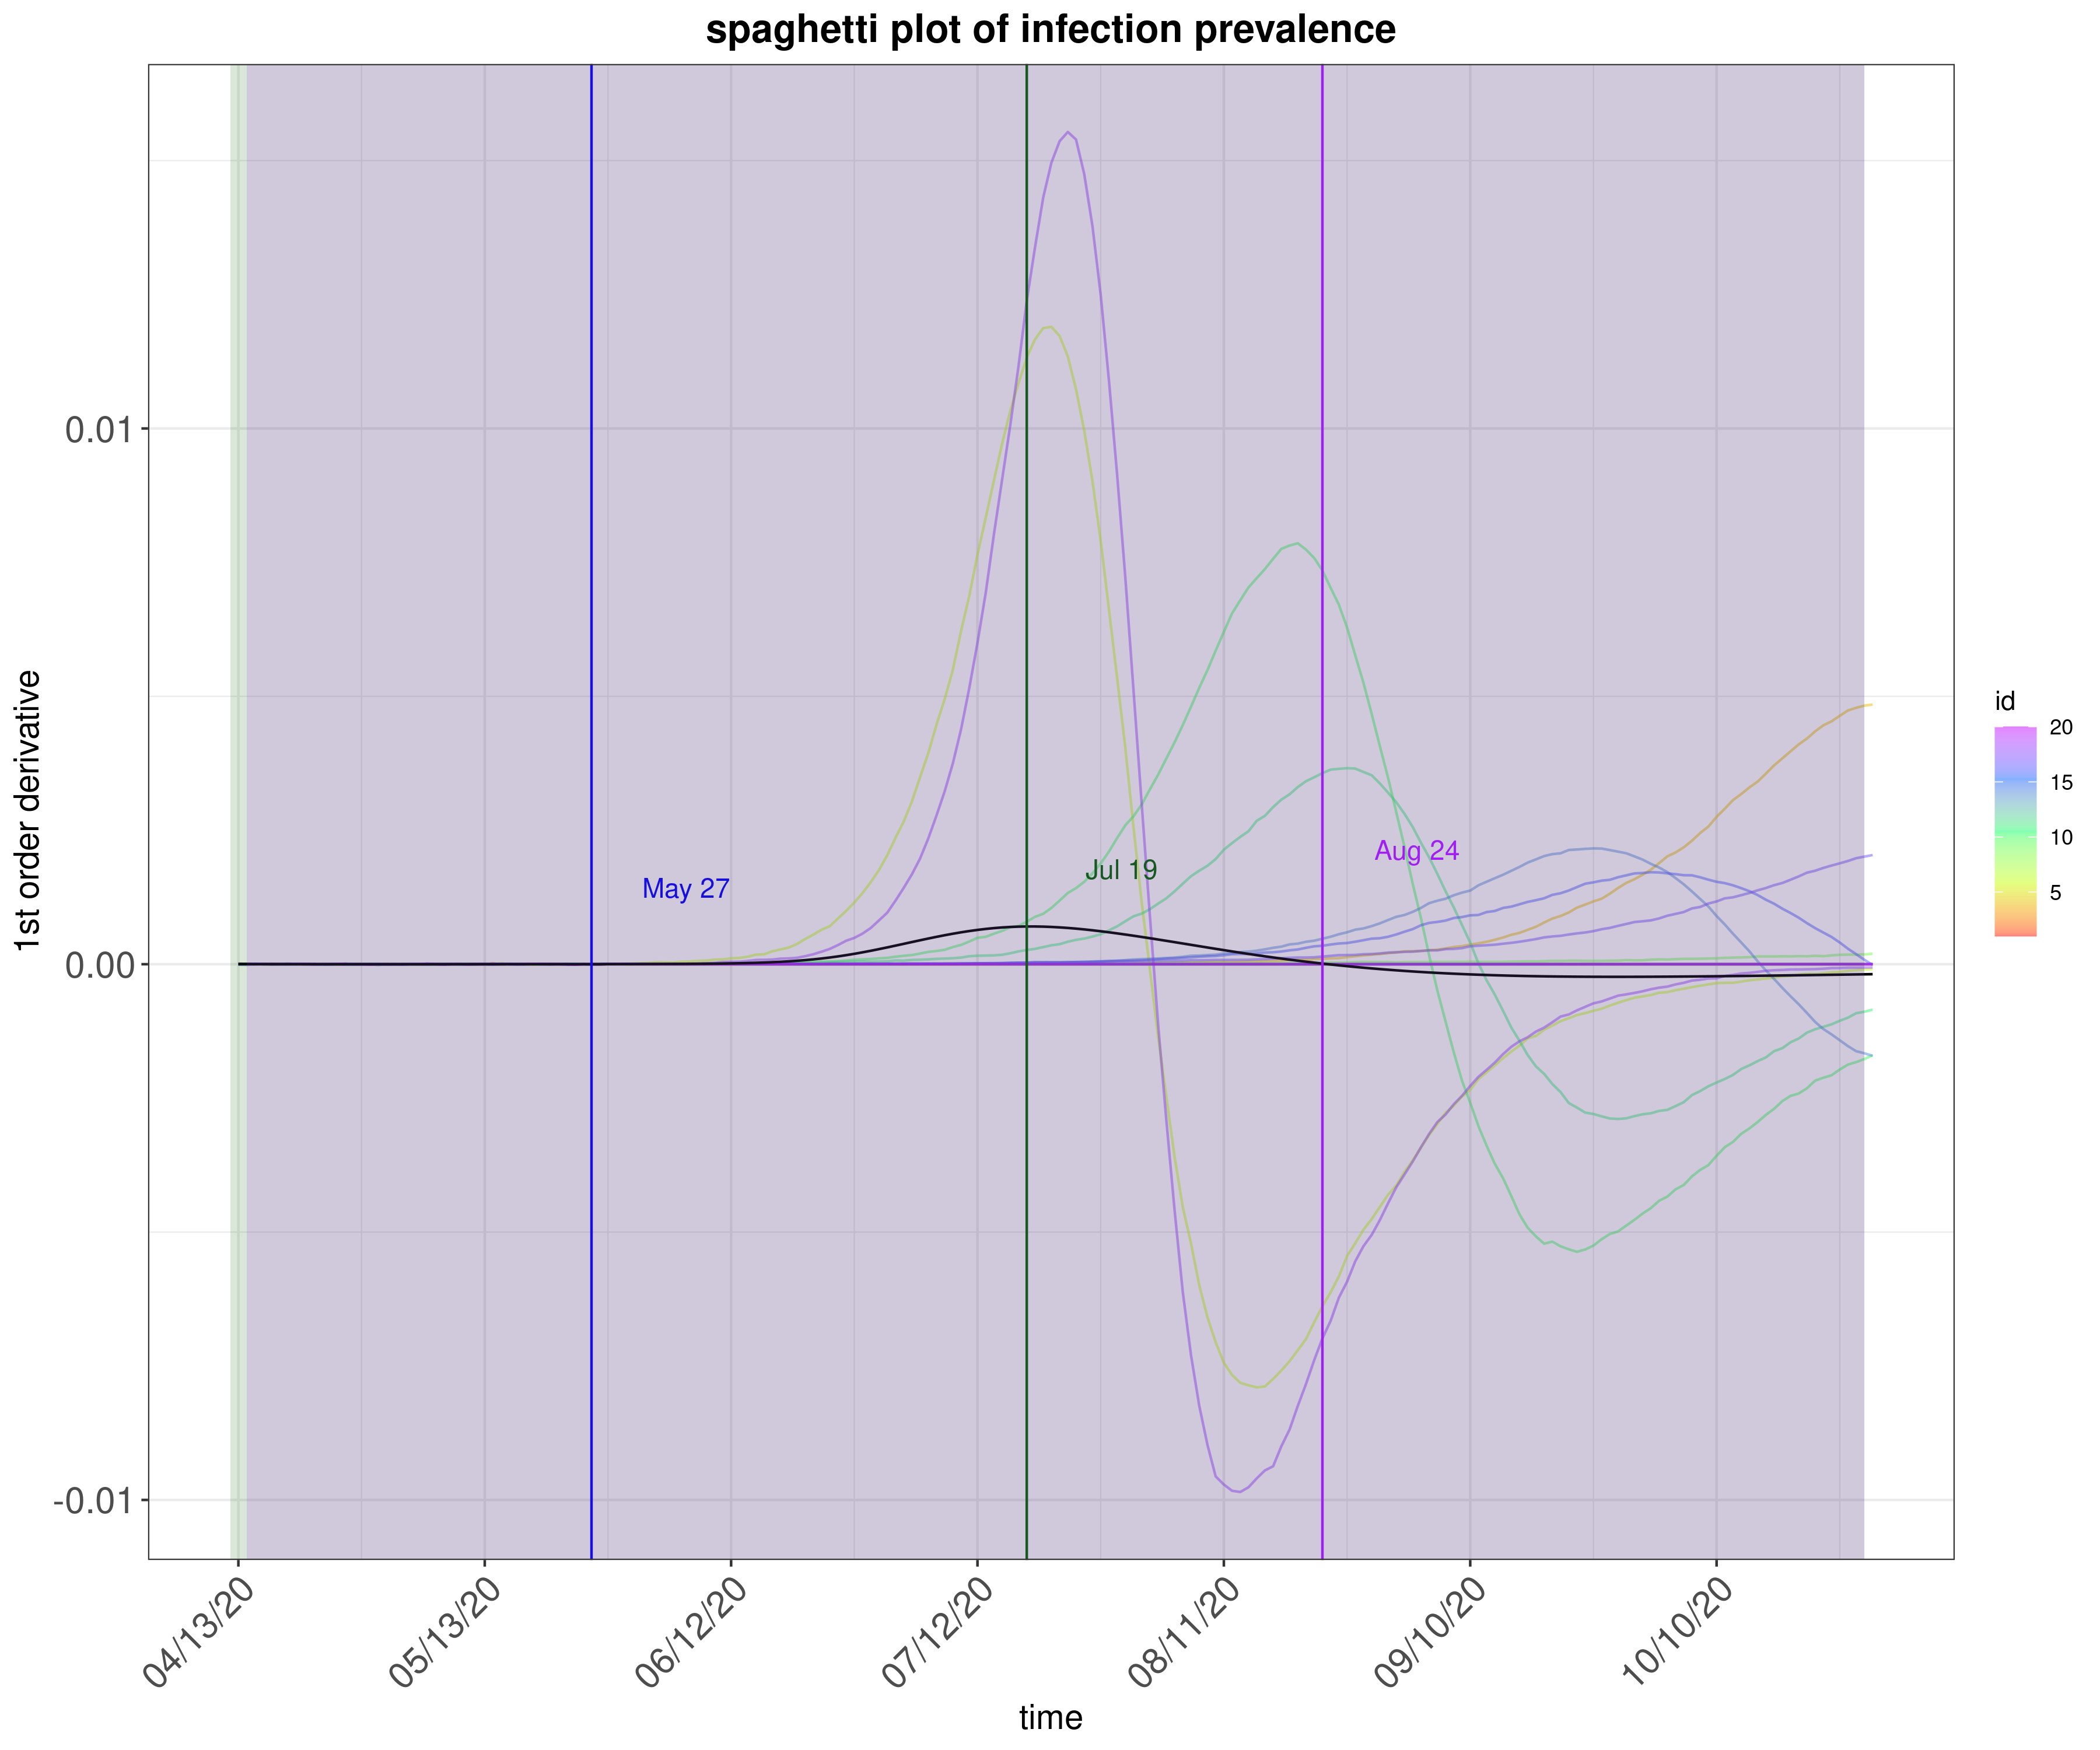 spaghetti plot of infection prevalence
1st order derivative
0.01
0.00
-0.01
May 27
Jul 19
Aug 24
04/13/20
05/13/20
06/12/20
07/12/20
08/11/20
09/10/20
10/10/20
time
id
20
15
10
5